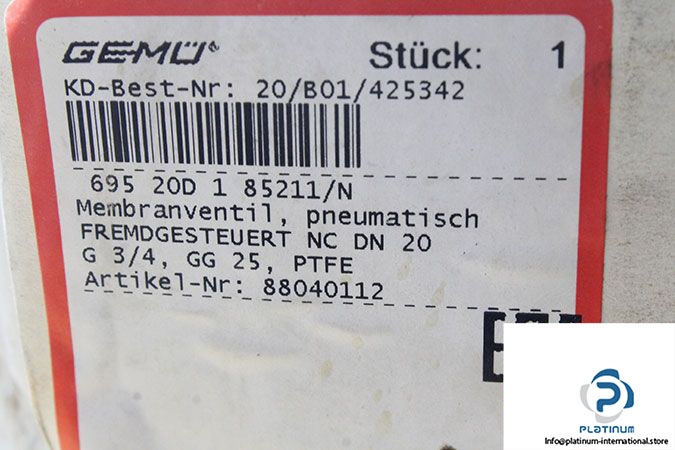 GEMÜ® Stück: 1
KD-Best-Nr: 20/B01/425342
695 20D 1 85211/N
Membranventil, pneumatisch
FREMDGESTEUERT NC DN 20
G 3/4, GG 25, PTFE
Artikel-Nr: 88040112
PLATINUM
Info@platinum-international.store